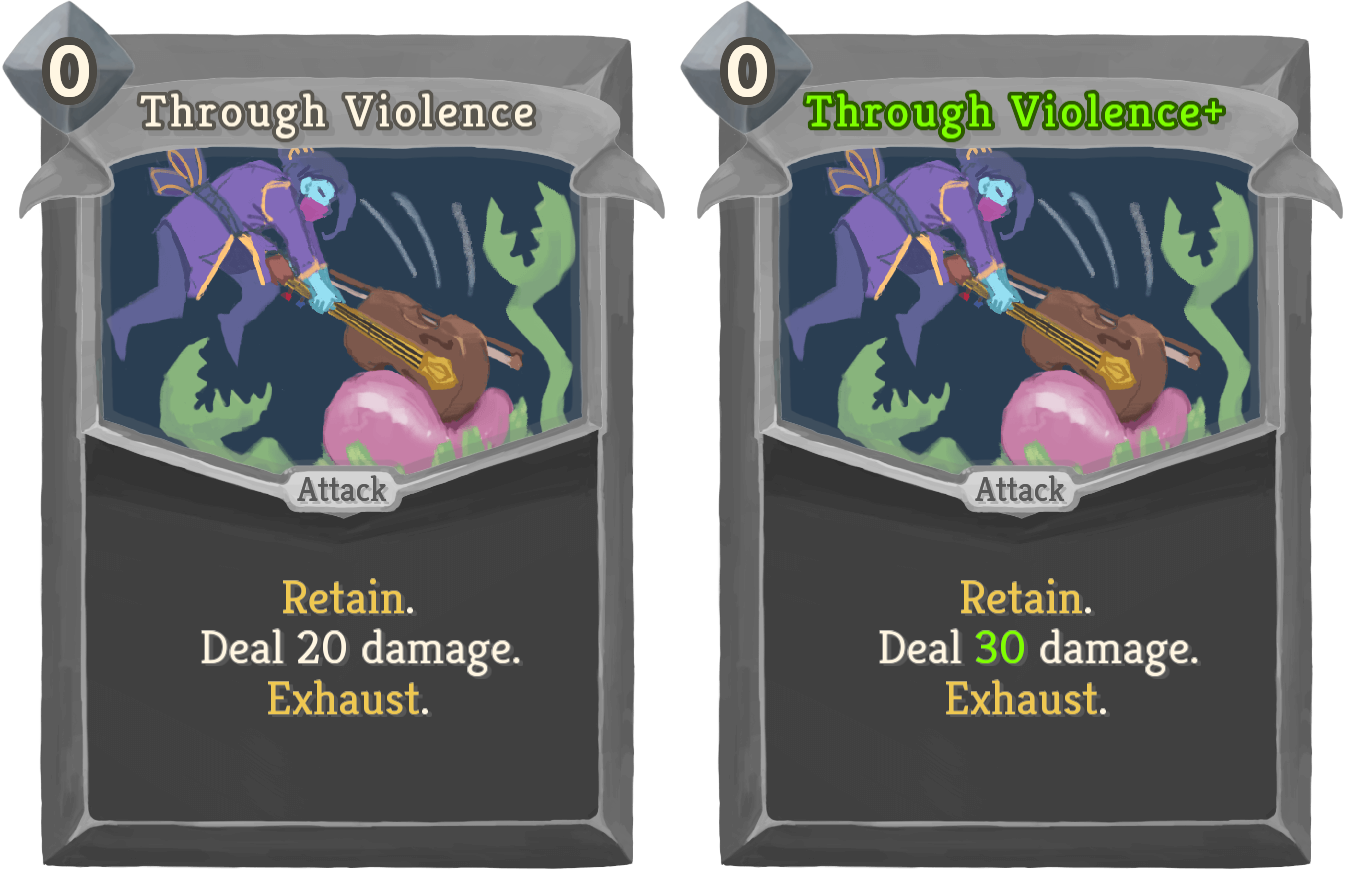 0
Through Violence
Attack
Retain.
Deal 20 damage.
Exhaust.
0
Through Violence+
Attack
Retain.
Deal 30 damage.
Exhaust.